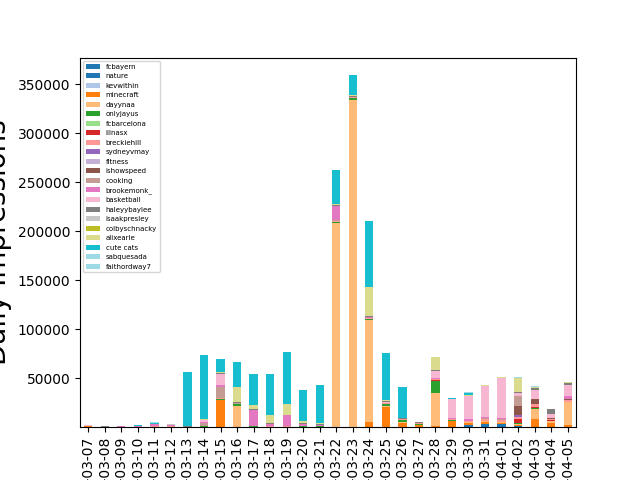 Daily Impressions
350000
300000
250000
200000
150000
100000
50000
fcbayern
nature
kevwithin
minecraft
dayynaa
onlyjayus
fcbarcelona
illnasx
breckiehill
sydneyvmay
fitness
ishowspeed
cooking
brookemonk_
basketball
haleyybaylee
isaakpresley
colbyschnacky
alixearle
cute cats
sabquesada
faithordway7
03-07
03-08
03-09
03-10
03-11
03-12
03-13
03-14
03-15
03-16
03-17
03-18
03-19
03-20
03-21
03-22
03-23
03-24
03-25
03-26
03-27
03-28
03-29
03-30
03-31
04-01
04-02
04-03
04-04
04-05